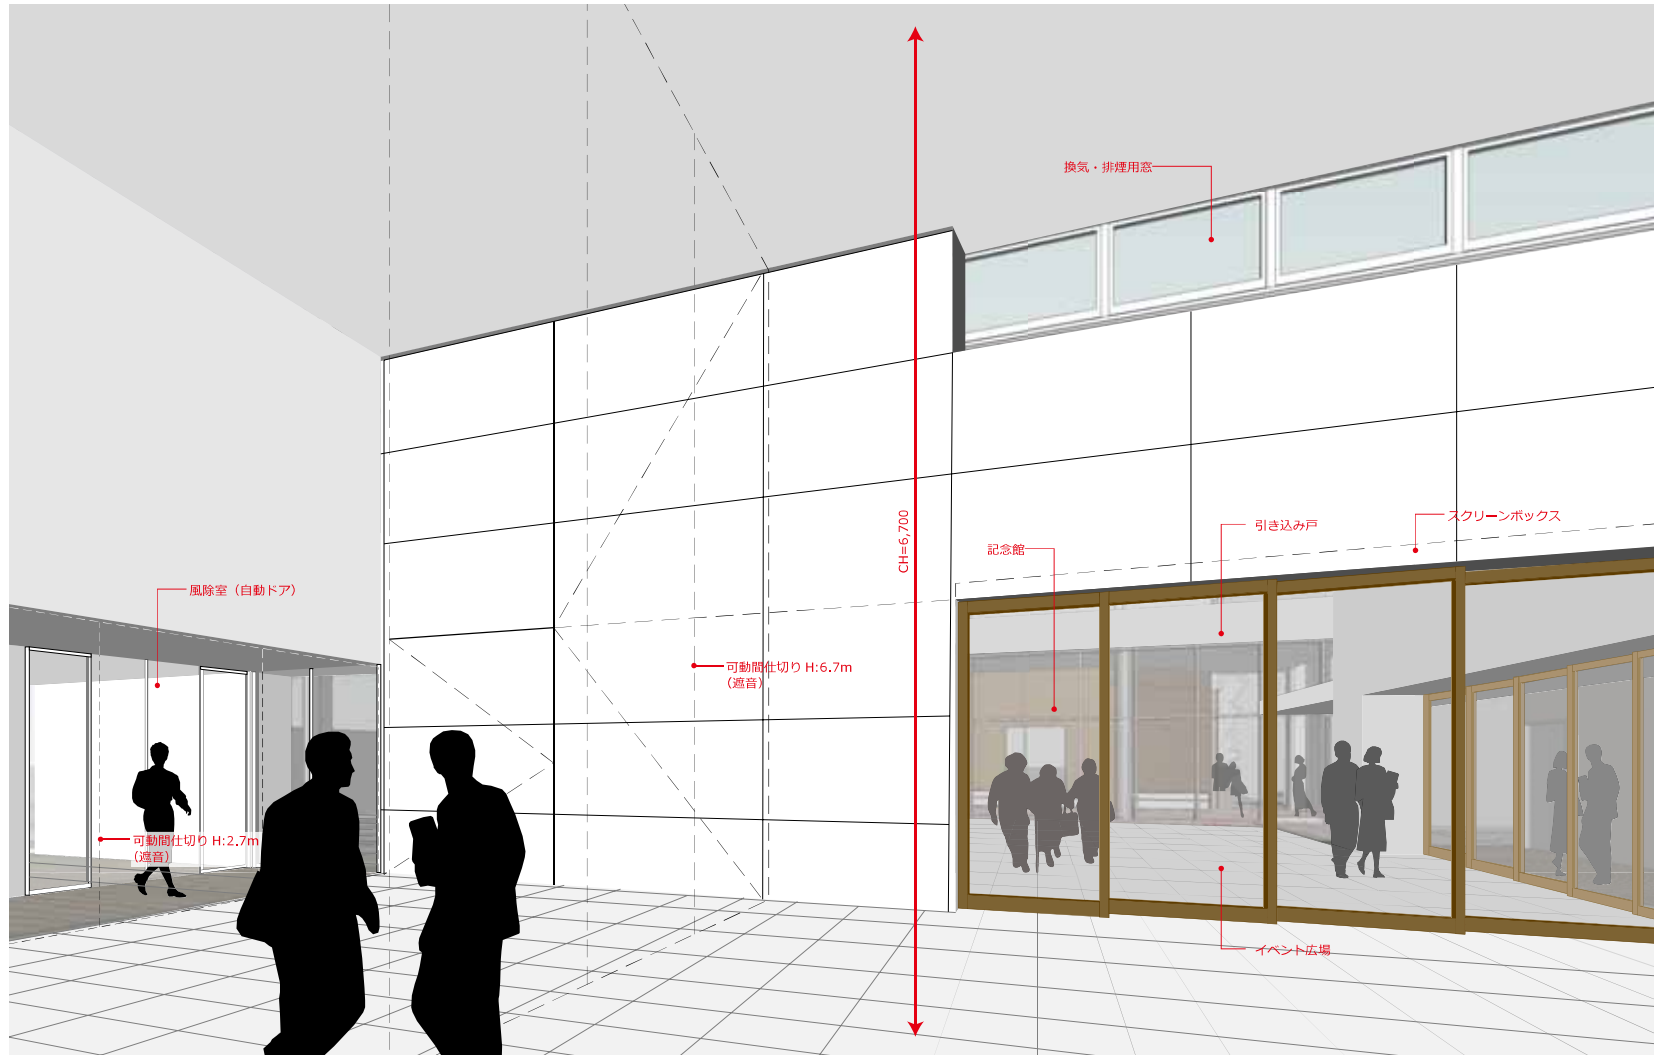 換気・排煙用窓
CH=6,700
スクリーンボックス
引き込み戸
記念館
風除室（自動ドア）
可動間仕切り H:6.7m
（遮音）
可動間仕切り H:2.7m
（遮音）
イベント広場